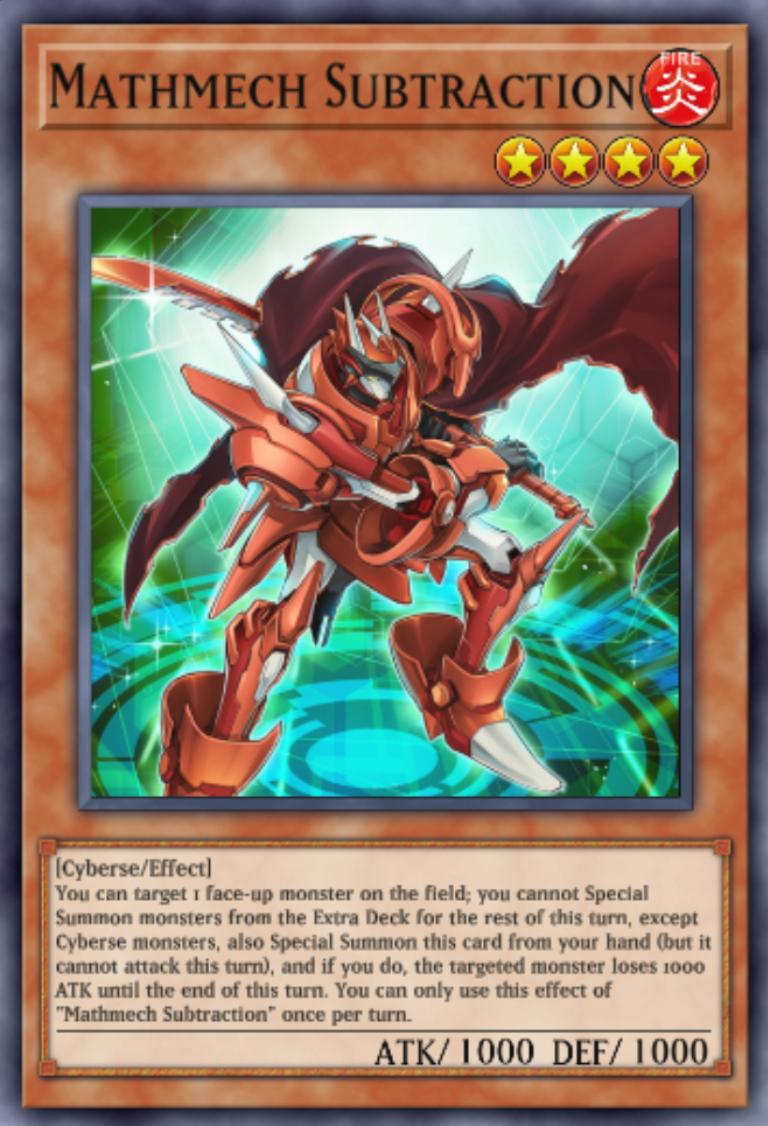 MATHMECH SUBTRACTION
FIRE
炎
[Cyberse/Effect]
You can target 1 face-up monster on the field; you cannot Special
Summon monsters from the Extra Deck for the rest of this turn, except
Cyberse monsters, also Special Summon this card from your hand (but it
cannot attack this turn), and if you do, the targeted monster loses 1000
ATK until the end of this turn. You can only use this effect of
"Mathmech Subtraction" once per turn.
ATK/ 1000 DEF/ 1000